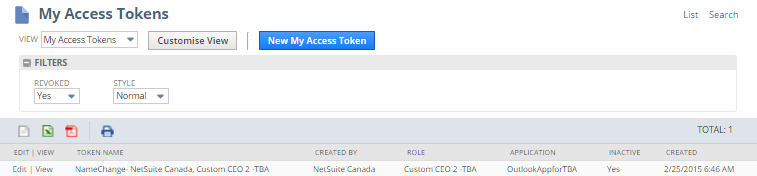 My Access Tokens
List Search
VIEW My Access Tokens Customise View New My Access Token
FILTERS
REVOKED STYLE
Yes Normal
TOTAL: 1
EDIT | VIEW TOKEN NAME CREATED BY ROLE APPLICATION INACTIVE CREATED
Edit | View NameChange- NetSuite Canada, Custom CEO 2 -TBA NetSuite Canada Custom CEO 2 -TBA OutlookAppforTBA Yes 2/25/2015 6:46 AM